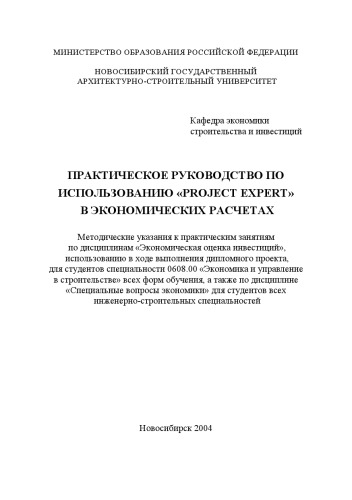 МИНИСТЕРСТВО ОБРАЗОВАНИЯ РОССИЙСКОЙ ФЕДЕРАЦИИ
НОВОСИБИРСКИЙ ГОСУДАРСТВЕННЫЙ
АРХИТЕКТУРНО-СТРОИТЕЛЬНЫЙ УНИВЕРСИТЕТ
Кафедра экономики
строительства и инвестиций
ПРАКТИЧЕСКОЕ РУКОВОДСТВО ПО
ИСПОЛЬЗОВАНИЮ «PROJECT EXPERT»
В ЭКОНОМИЧЕСКИХ РАСЧЕТАХ
Методические указания к практическим занятиям
по дисциплинам «Экономическая оценка инвестиций»,
использованию в ходе выполнения дипломного проекта,
для студентов специальности 0608.00 «Экономика и управление
в строительстве» всех форм обучения, а также по дисциплине
«Специальные вопросы экономики» для студентов всех
инженерно-строительных специальностей
Новосибирск 2004